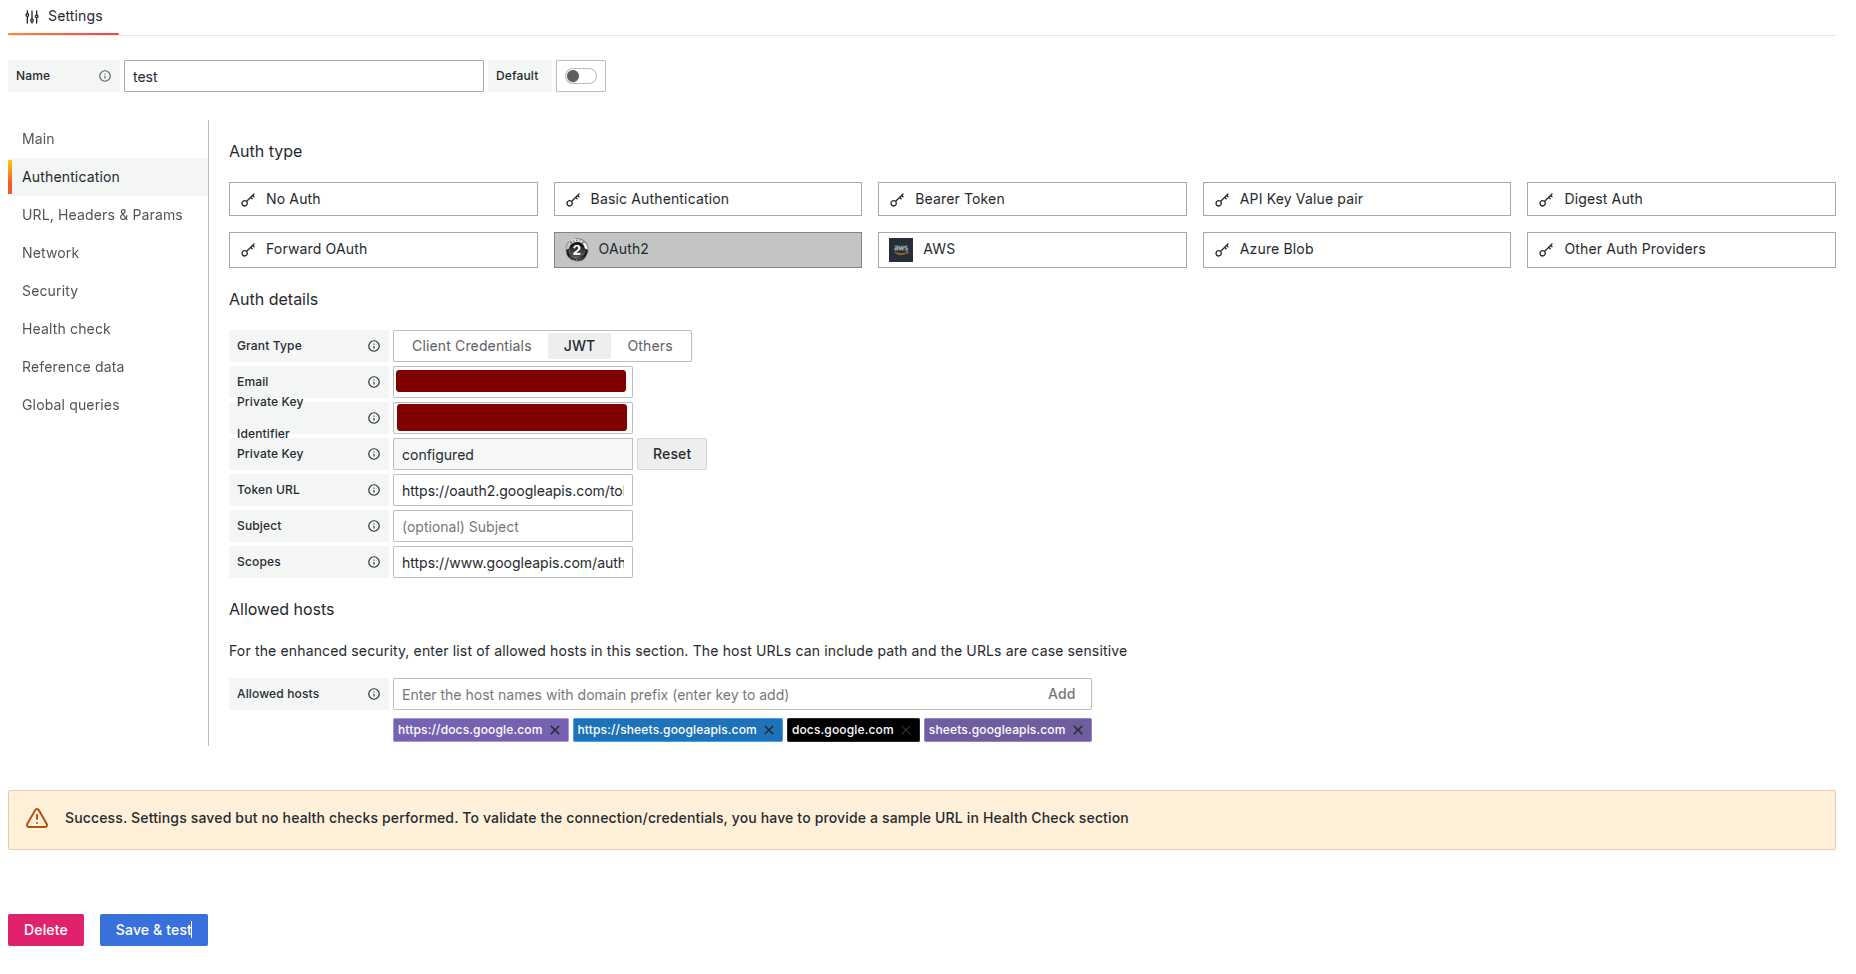 Settings
Name test Default
Main
Authentication
URL, Headers & Params
Network
Security
Health check
Reference data
Global queries
Auth type
No Auth Basic Authentication Bearer Token API Key Value pair Digest Auth
Forward OAuth 2 OAuth2 aws AWS Azure Blob Other Auth Providers
Auth details
Grant Type Client Credentials JWT Others
Email
Private Key
Identifier
Private Key configured Reset
Token URL https://oauth2.googleapis.com/to
Subject (optional) Subject
Scopes https://www.googleapis.com/auth
Allowed hosts
For the enhanced security, enter list of allowed hosts in this section. The host URLs can include path and the URLs are case sensitive
Allowed hosts Enter the host names with domain prefix (enter key to add) Add
https://docs.google.com https://sheets.googleapis.com docs.google.com sheets.googleapis.com
Success. Settings saved but no health checks performed. To validate the connection/credentials, you have to provide a sample URL in Health Check section
Delete Save & test